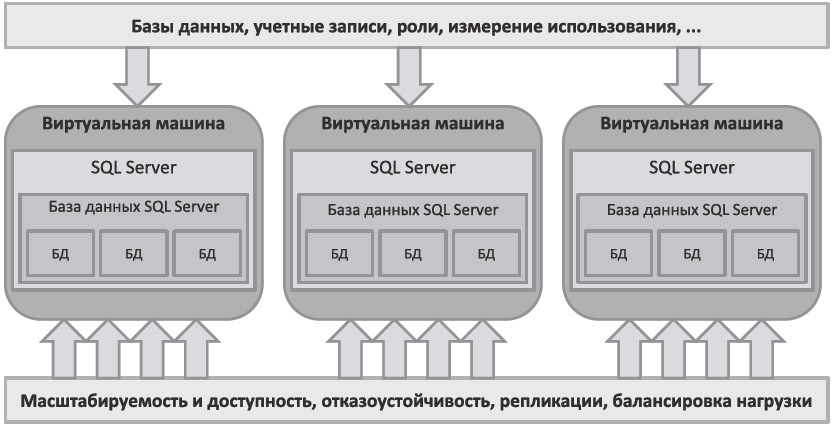 Базы данных, учетные записи, роли, измерение использования, ...
Виртуальная машина
SQL Server
База данных SQL Server
БД
БД
БД
Виртуальная машина
SQL Server
База данных SQL Server
БД
БД
БД
Виртуальная машина
SQL Server
База данных SQL Server
БД
БД
БД
Масштабируемость и доступность, отказоустойчивость, репликации, балансировка нагрузки